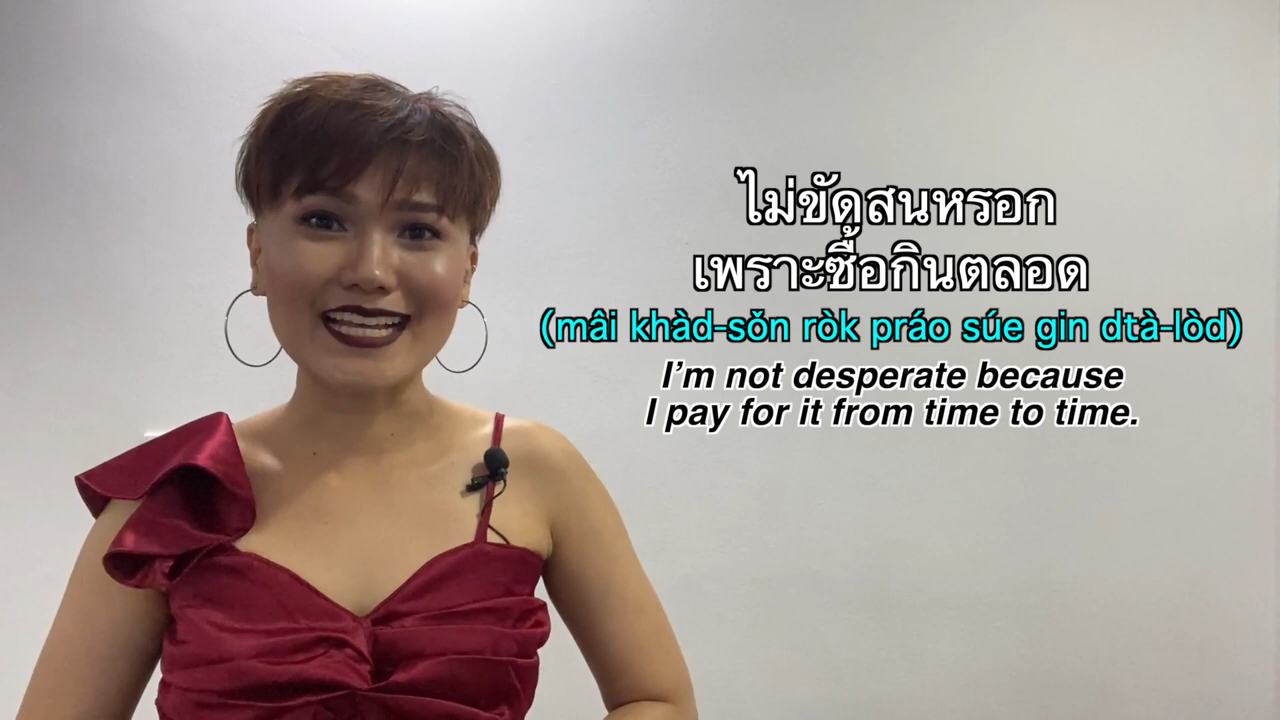 ไม่ขัดสนหรอก
เพราะซื้อกินตลอด
(mâi khàd-sǒn ròk práo súe gin dtà-lòd)
I’m not desperate because
I pay for it from time to time.